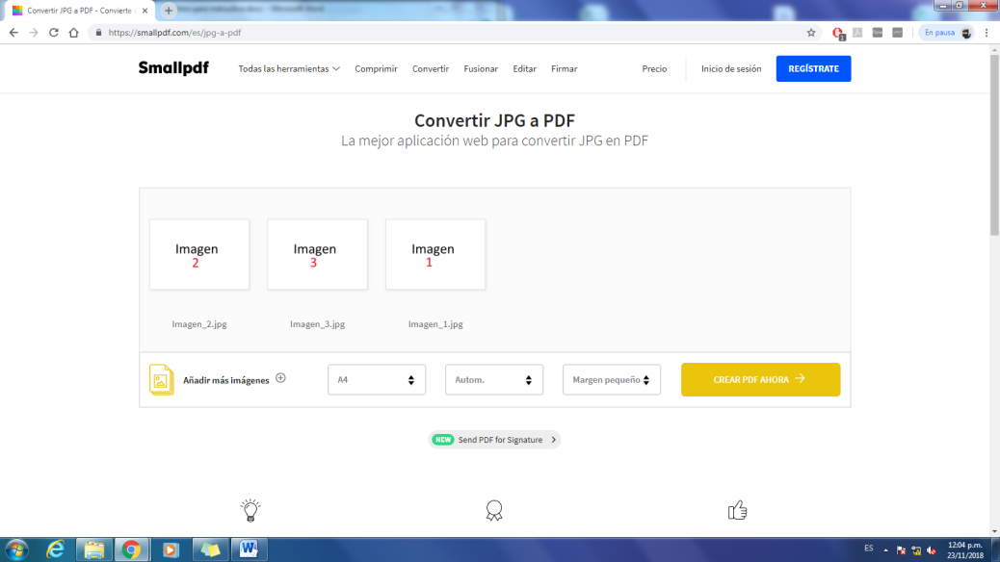 Convertir JPG a PDF - Convierte
https://smallpdf.com/es/jpg-a-pdf
En pausa
Smallpdf
Todas las herramientas
Comprimir
Convertir
Fusionar
Editar
Firmar
Precio
Inicio de sesión
REGÍSTRATE
Convertir JPG a PDF
La mejor aplicación web para convertir JPG en PDF
Imagen
2
Imagen
3
Imagen
1
Imagen_2.jpg
Imagen_3.jpg
Imagen_1.jpg
Añadir más imágenes
A4
Autom.
Margen pequeño
CREAR PDF AHORA
NEW Send PDF for Signature
ES
12:04 p.m.
23/11/2018